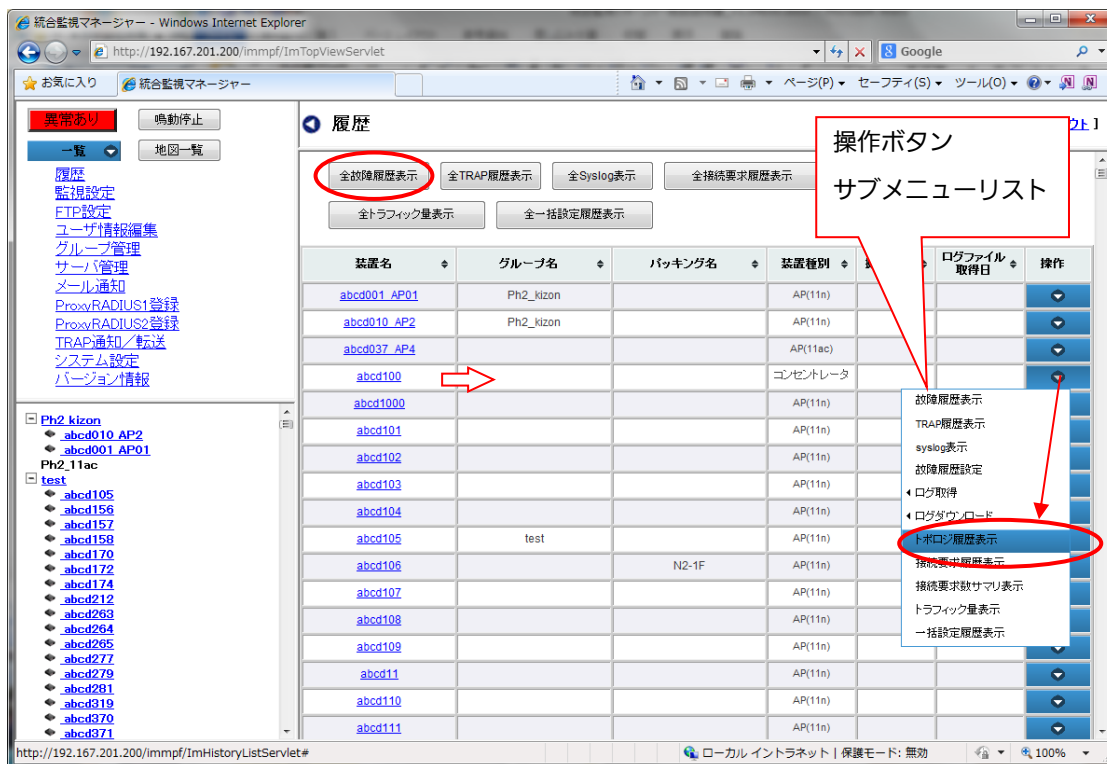 統合監視マネージャー - Windows Internet Explorer
http://192.167.201.200/immpf/ImTopViewServlet
Google
お気に入り
統合監視マネージャー
ページ(P)
セーフティ(S)
ツール(O)
異常あり
鳴動停止
一覧
地図一覧
履歴
監視設定
FTP設定
ユーザ情報編集
グループ管理
サーバ管理
メール通知
ProxyRADIUS1登録
ProxyRADIUS2登録
TRAP通知/転送
システム設定
バージョン情報
Ph2_kizon
abcd010 AP2
abcd001 AP01
Ph2_11ac
test
abcd105
abcd156
abcd157
abcd158
abcd170
abcd172
abcd174
abcd212
abcd263
abcd264
abcd265
abcd277
abcd279
abcd281
abcd319
abcd370
abcd371
履歴
ウト ]
全故障履歴表示
全TRAP履歴表示
全Syslog表示
全接続要求履歴表示
全トラフィック量表示
全一括設定履歴表示
操作ボタン
サブメニューリスト
装置名 グループ名 パッキング名 装置種別 ログファイル取得日 操作
abcd001 AP01 Ph2_kizon AP(11n)
abcd010 AP2 Ph2_kizon AP(11n)
abcd037 AP4 AP(11ac)
abcd100 コンセントレータ
abcd1000 AP(11n)
abcd101 AP(11n)
abcd102 AP(11n)
abcd103 AP(11n)
abcd104 AP(11n)
abcd105 test AP(11n)
abcd106 N2-1F AP(11n)
abcd107 AP(11n)
abcd108 AP(11n)
abcd109 AP(11n)
abcd11 AP(11n)
abcd110 AP(11n)
abcd111 AP(11n)
故障履歴表示
TRAP履歴表示
syslog表示
故障履歴設定
ログ取得
ログダウンロード
トポロジ履歴表示
接続要求履歴表示
接続要求数サマリ表示
トラフィック量表示
一括設定履歴表示
http://192.167.201.200/immpf/ImHistoryListServlet#
ローカル イントラネット | 保護モード: 無効
100%